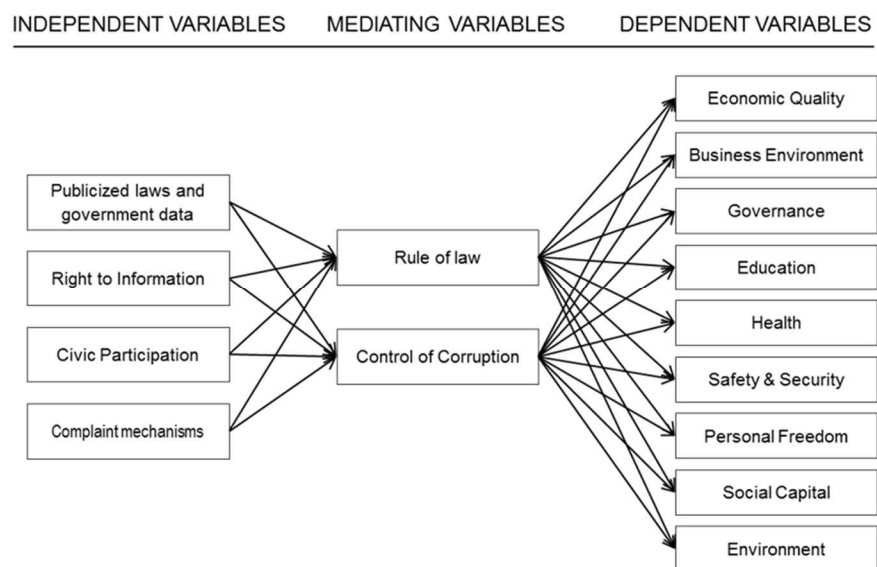 INDEPENDENT VARIABLES
MEDIATING VARIABLES
DEPENDENT VARIABLES
Publicized laws and
government data
Right to Information
Civic Participation
Complaint mechanisms
Rule of law
Control of Corruption
Economic Quality
Business Environment
Governance
Education
Health
Safety & Security
Personal Freedom
Social Capital
Environment